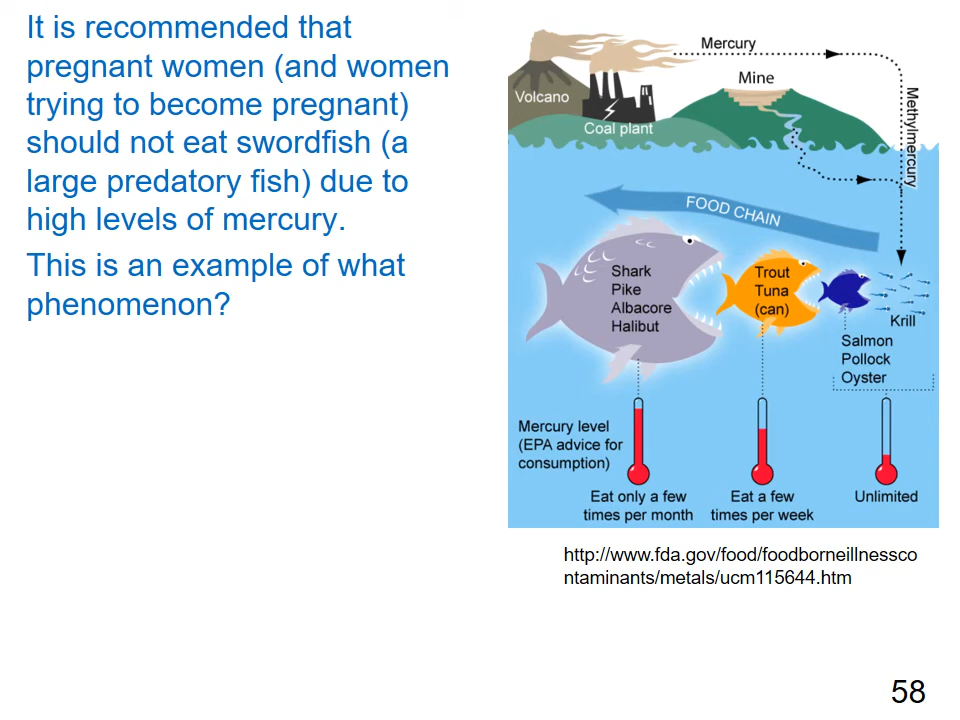 It is recommended that
pregnant women (and women
trying to become pregnant)
should not eat swordfish (a
large predatory fish) due to
high levels of mercury.
This is an example of what
phenomenon?
Mercury
Volcano
Coal plant
Mine
Methylmercury
FOOD CHAIN
Shark
Pike
Albacore
Halibut
Trout
Tuna
(can)
Krill
Salmon
Pollock
Oyster
Mercury level
(EPA advice for
consumption)
Eat only a few
times per month
Eat a few
times per week
Unlimited
http://www.fda.gov/food/foodborneillnessco
ntaminants/metals/ucm115644.htm
58